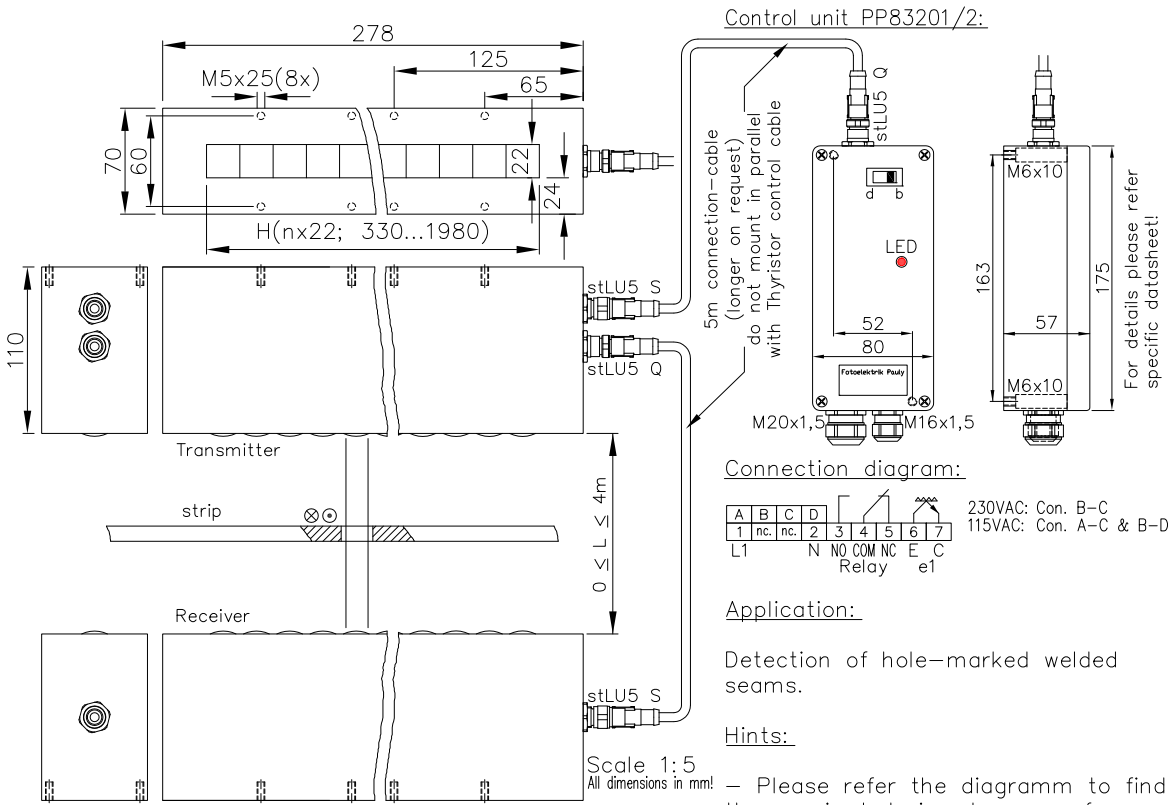 Control unit PP83201/2:
278
125
65
M5x25(8x)
70
60
22
24
H(nx22; 330...1980)
stLU5 Q
5m connection-cable
(longer on request)
do not mount in parallel
with Thyristor control cable
d b
LED
52
80
Fotoelektrik Pauly
M20x1,5
M16x1,5
M6x10
163
175
57
M6x10
For details please refer
specific datasheet!
110
stLU5 S
stLU5 Q
Transmitter
strip
0 ≤ L ≤ 4m
Receiver
stLU5 S
Scale 1:5
All dimensions in mm!
Connection diagram:
A B C D
1 nc. nc. 2 3 4 5 6 7
L1 N NO COM NC E C
Relay e1
230VAC: Con. B-C
115VAC: Con. A-C & B-D
Application:
Detection of hole-marked welded
seams.
Hints:
- Please refer the diagramm to find